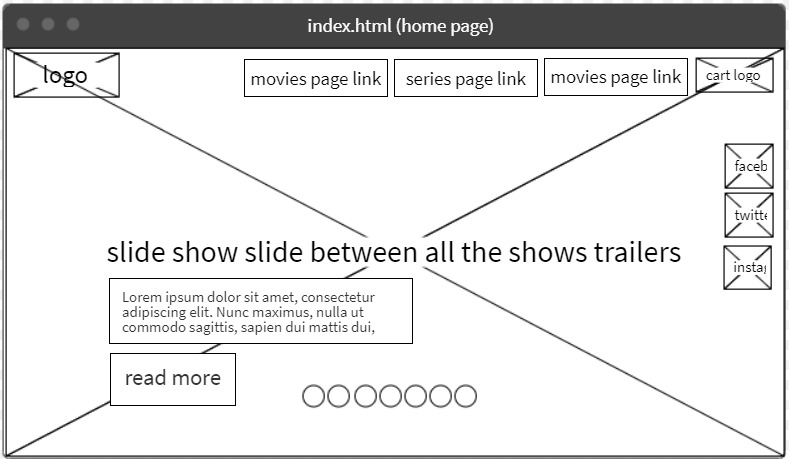 index.html (home page)
logo
movies page link
series page link
movies page link
cart logo
faceb
twitte
instag
slide show slide between all the shows trailers
Lorem ipsum dolor sit amet, consectetur
adipiscing elit. Nunc maximus, nulla ut
commodo sagittis, sapien dui mattis dui,
read more